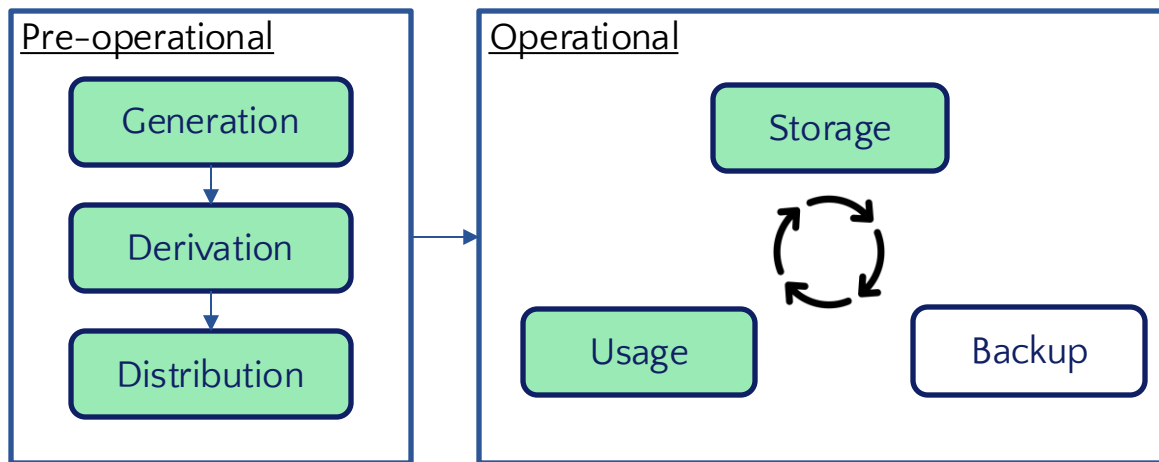 Pre-operational
Generation
Derivation
Distribution
Operational
Storage
Usage
Backup